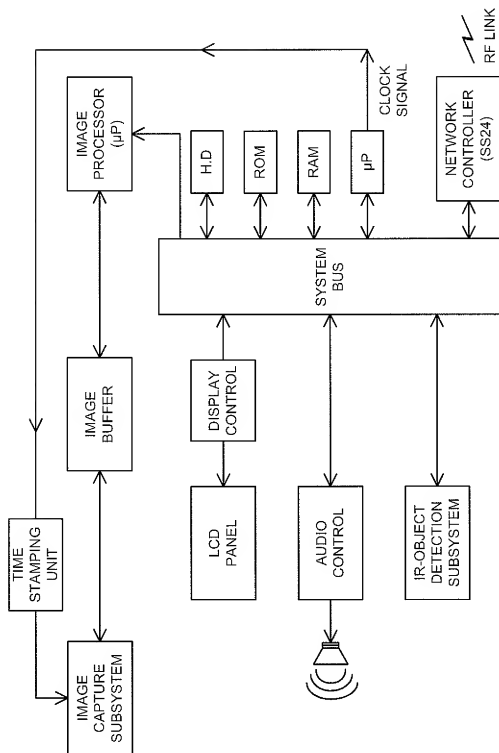 TIME
STAMPING
UNIT
IMAGE
CAPTURE
SUBSYSTEM
IMAGE
BUFFER
IMAGE
PROCESSOR
(μP)
LCD
PANEL
DISPLAY
CONTROL
AUDIO
CONTROL
IR-OBJECT
DETECTION
SUBSYSTEM
SYSTEM
BUS
H.D
ROM
RAM
μP
CLOCK
SIGNAL
NETWORK
CONTROLLER
(SS24)
RF LINK